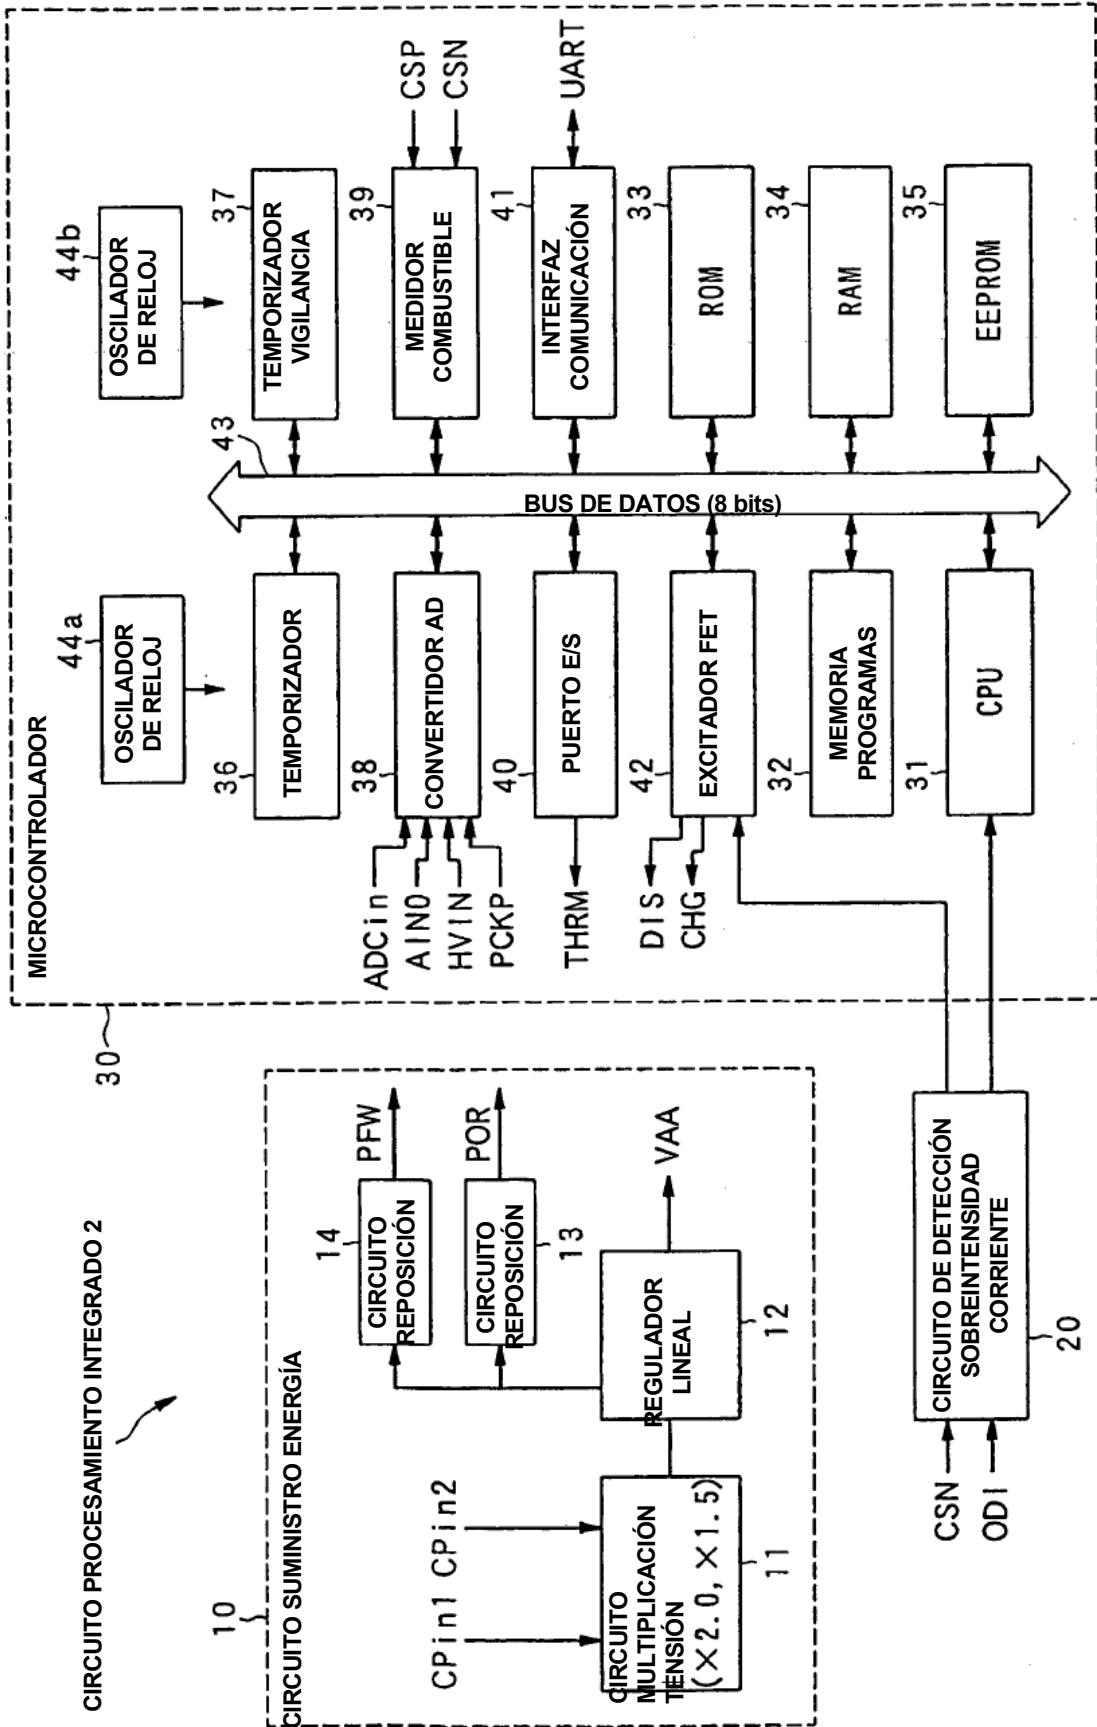 CIRCUITO PROCESAMIENTO INTEGRADO 2
10
CIRCUITO SUMINISTRO ENERGÍA
CPin1
CPin2
CIRCUITO
MULTIPLICACIÓN
TENSIÓN
(×2.0, ×1.5)
11
REGULADOR
LINEAL
12
VAA
CIRCUITO
REPOSICIÓN
14
PFW
CIRCUITO
REPOSICIÓN
13
POR
CSN
ODI
CIRCUITO DE DETECCIÓN
SOBREINTENSIDAD
CORRIENTE
20
30
MICROCONTROLADOR
44a
OSCILADOR
DE RELOJ
44b
OSCILADOR
DE RELOJ
36
TEMPORIZADOR
37
TEMPORIZADOR
VIGILANCIA
ADCin
AIN0
HVIN
PCKP
38
CONVERTIDOR AD
39
MEDIDOR
COMBUSTIBLE
CSP
CSN
THRM
40
PUERTO E/S
41
INTERFAZ
COMUNICACIÓN
UART
DIS
CHG
42
EXCITADOR FET
33
ROM
32
MEMORIA
PROGRAMAS
34
RAM
31
CPU
35
EEPROM
43
BUS DE DATOS (8 bits)